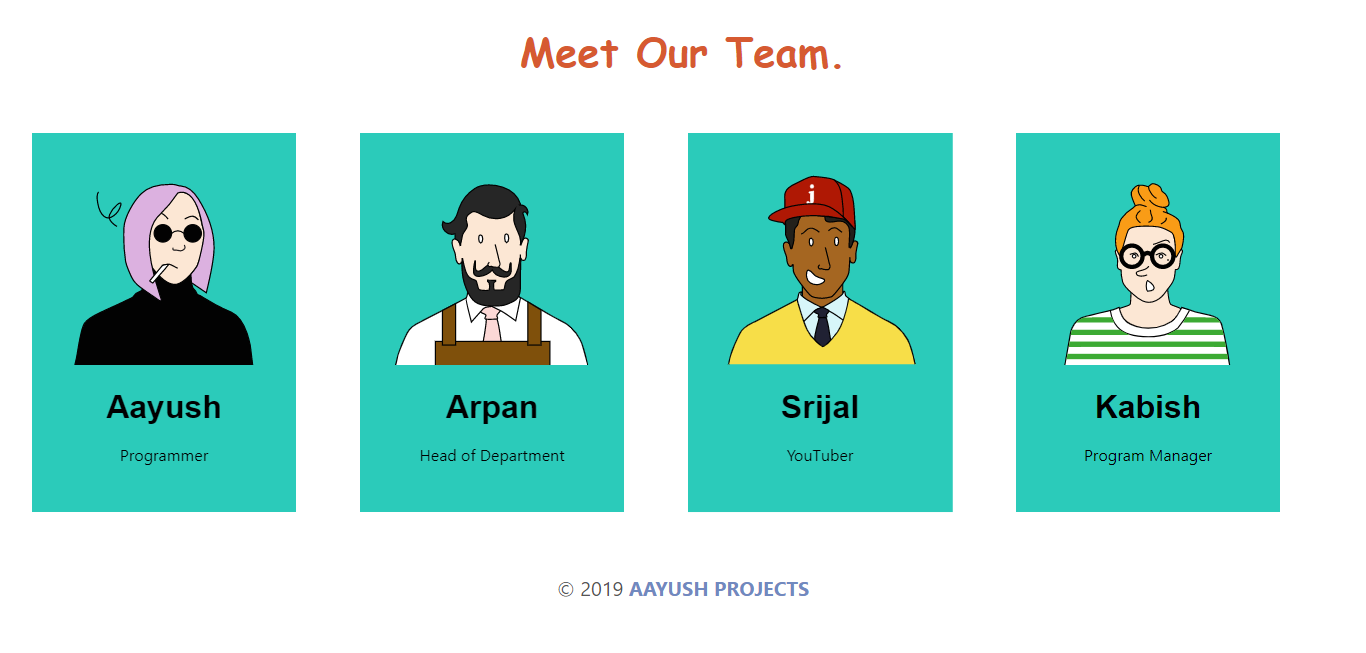 Meet Our Team.
j
Aayush
Programmer
Arpan
Head of Department
Srijal
YouTuber
Kabish
Program Manager
© 2019 AAYUSH PROJECTS